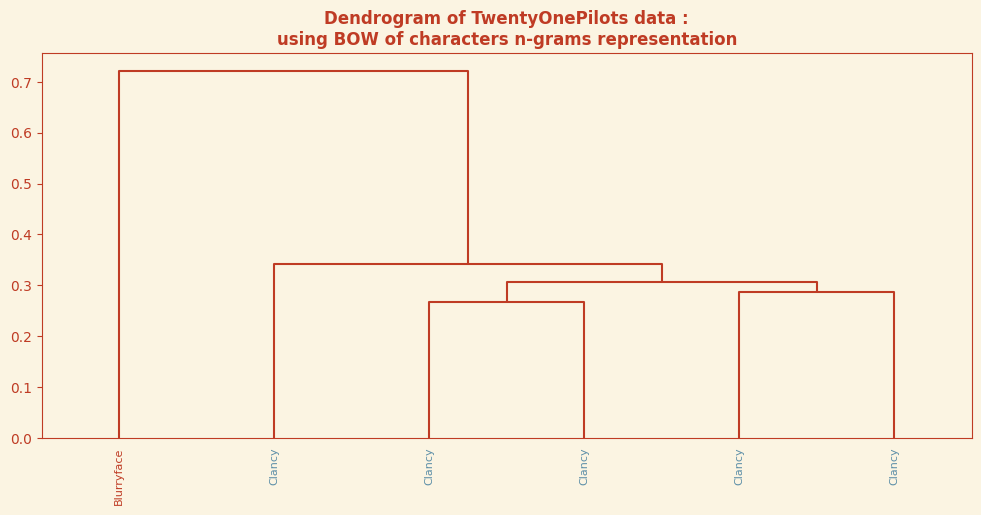 Dendrogram of TwentyOnePilots data :
using BOW of characters n-grams representation
0.7
0.6
0.5
0.4
0.3
0.2
0.1
0.0
Blurryface
Clancy
Clancy
Clancy
Clancy
Clancy